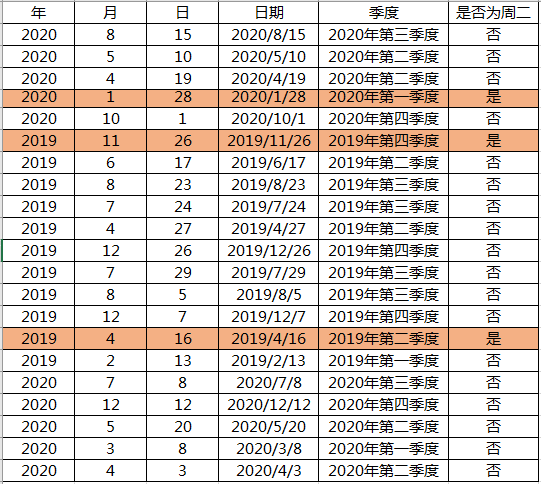 年 月 日 日期 季度 是否为周二
2020 8 15 2020/8/15 2020年第三季度 否
2020 5 10 2020/5/10 2020年第二季度 否
2020 4 19 2020/4/19 2020年第二季度 否
2020 1 28 2020/1/28 2020年第一季度 是
2020 10 1 2020/10/1 2020年第四季度 否
2019 11 26 2019/11/26 2019年第四季度 是
2019 6 17 2019/6/17 2019年第二季度 否
2019 8 23 2019/8/23 2019年第三季度 否
2019 7 24 2019/7/24 2019年第三季度 否
2019 4 27 2019/4/27 2019年第二季度 否
2019 12 26 2019/12/26 2019年第四季度 否
2019 7 29 2019/7/29 2019年第三季度 否
2019 8 5 2019/8/5 2019年第三季度 否
2019 12 7 2019/12/7 2019年第四季度 否
2019 4 16 2019/4/16 2019年第二季度 是
2019 2 13 2019/2/13 2019年第一季度 否
2020 7 8 2020/7/8 2020年第三季度 否
2020 12 12 2020/12/12 2020年第四季度 否
2020 5 20 2020/5/20 2020年第二季度 否
2020 3 8 2020/3/8 2020年第一季度 否
2020 4 3 2020/4/3 2020年第二季度 否